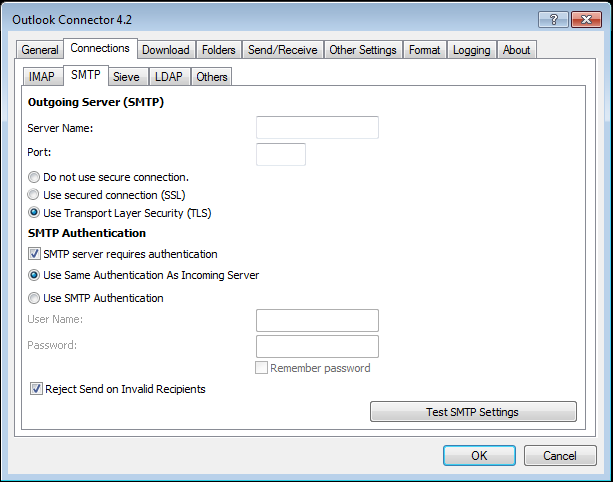 Outlook Connector 4.2
General Connections Download Folders Send/Receive Other Settings Format Logging About
IMAP SMTP Sieve LDAP Others
Outgoing Server (SMTP)
Server Name:
Port:
Do not use secure connection.
Use secured connection (SSL)
Use Transport Layer Security (TLS)
SMTP Authentication
SMTP server requires authentication
Use Same Authentication As Incoming Server
Use SMTP Authentication
User Name:
Password:
Remember password
Reject Send on Invalid Recipients
Test SMTP Settings
OK Cancel